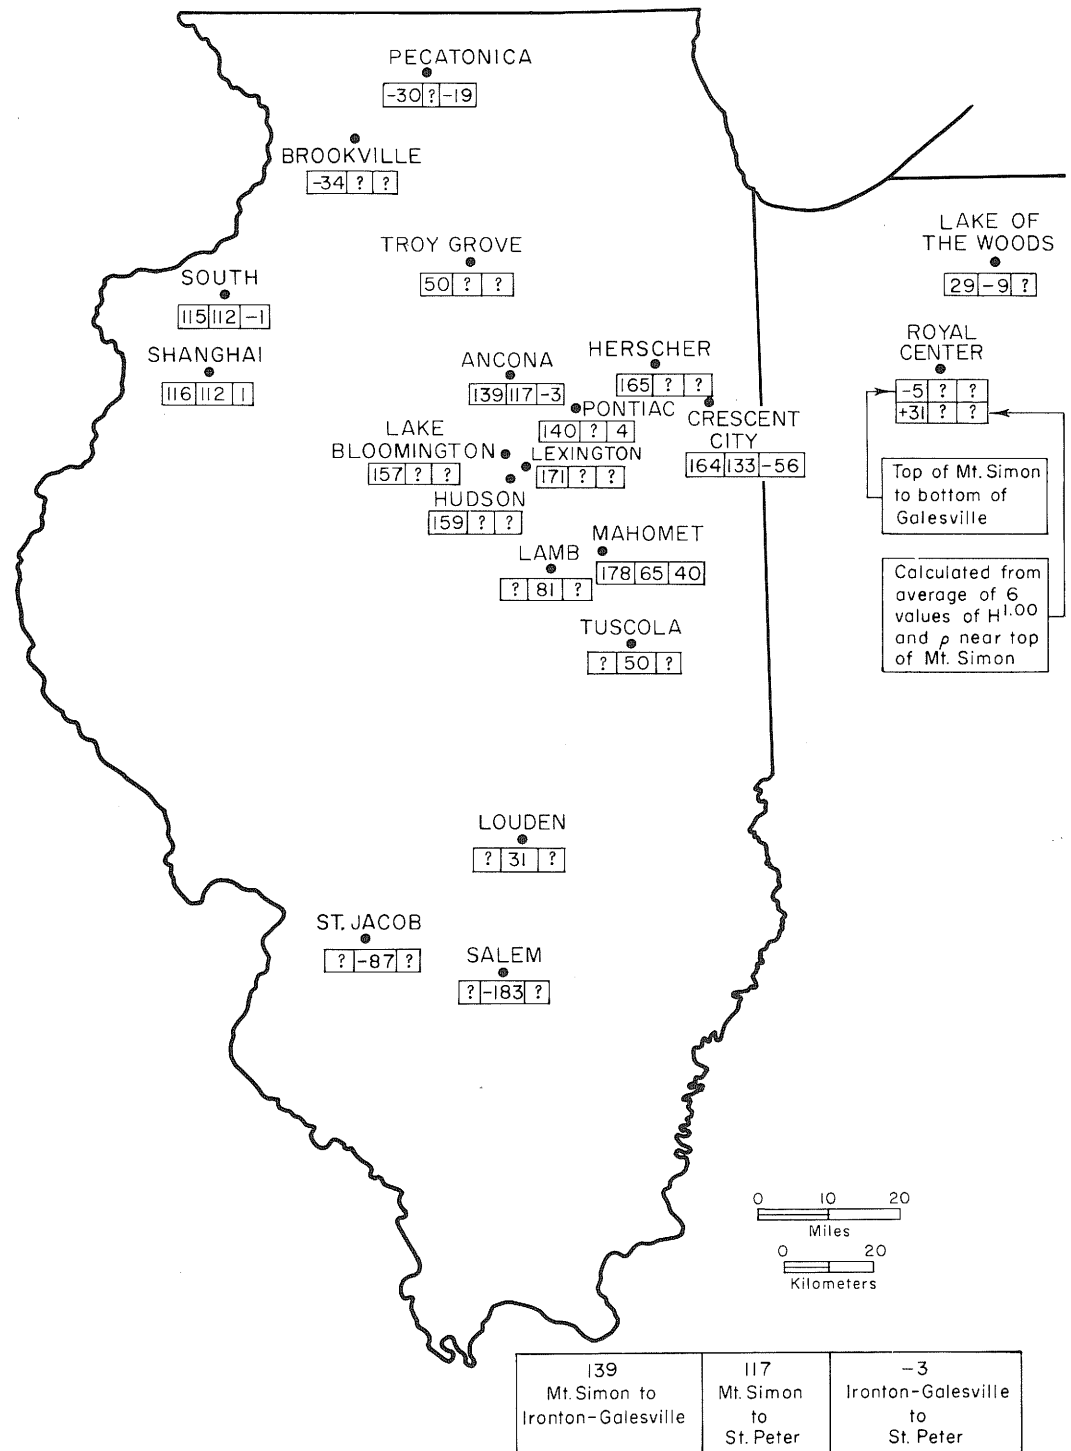 PECATONICA
-30 ? -19
BROOKVILLE
-34 ? ?
TROY GROVE
50 ? ?
LAKE OF
THE WOODS
29 -9 ?
SOUTH
115 112 -1
SHANGHAI
116 112 1
ANCONA
139 117 -3
HERSCHER
165 ? ?
ROYAL
CENTER
-5 ? ?
+31 ? ?
PONTIAC
140 ? 4
CRESCENT
CITY
164 133 -56
LAKE
BLOOMINGTON
157 ? ?
LEXINGTON
171 ? ?
HUDSON
159 ? ?
Top of Mt. Simon
to bottom of
Galesville
MAHOMET
178 65 40
LAMB
? 81 ?
Calculated from
average of 6
values of H1.00
and ρ near top
of Mt. Simon
TUSCOLA
? 50 ?
LOUDEN
? 31 ?
ST. JACOB
? -87 ?
SALEM
? -183 ?
0 10 20
Miles
0 20
Kilometers
139
Mt. Simon to
Ironton-Galesville
117
Mt. Simon
to
St. Peter
-3
Ironton-Galesville
to
St. Peter